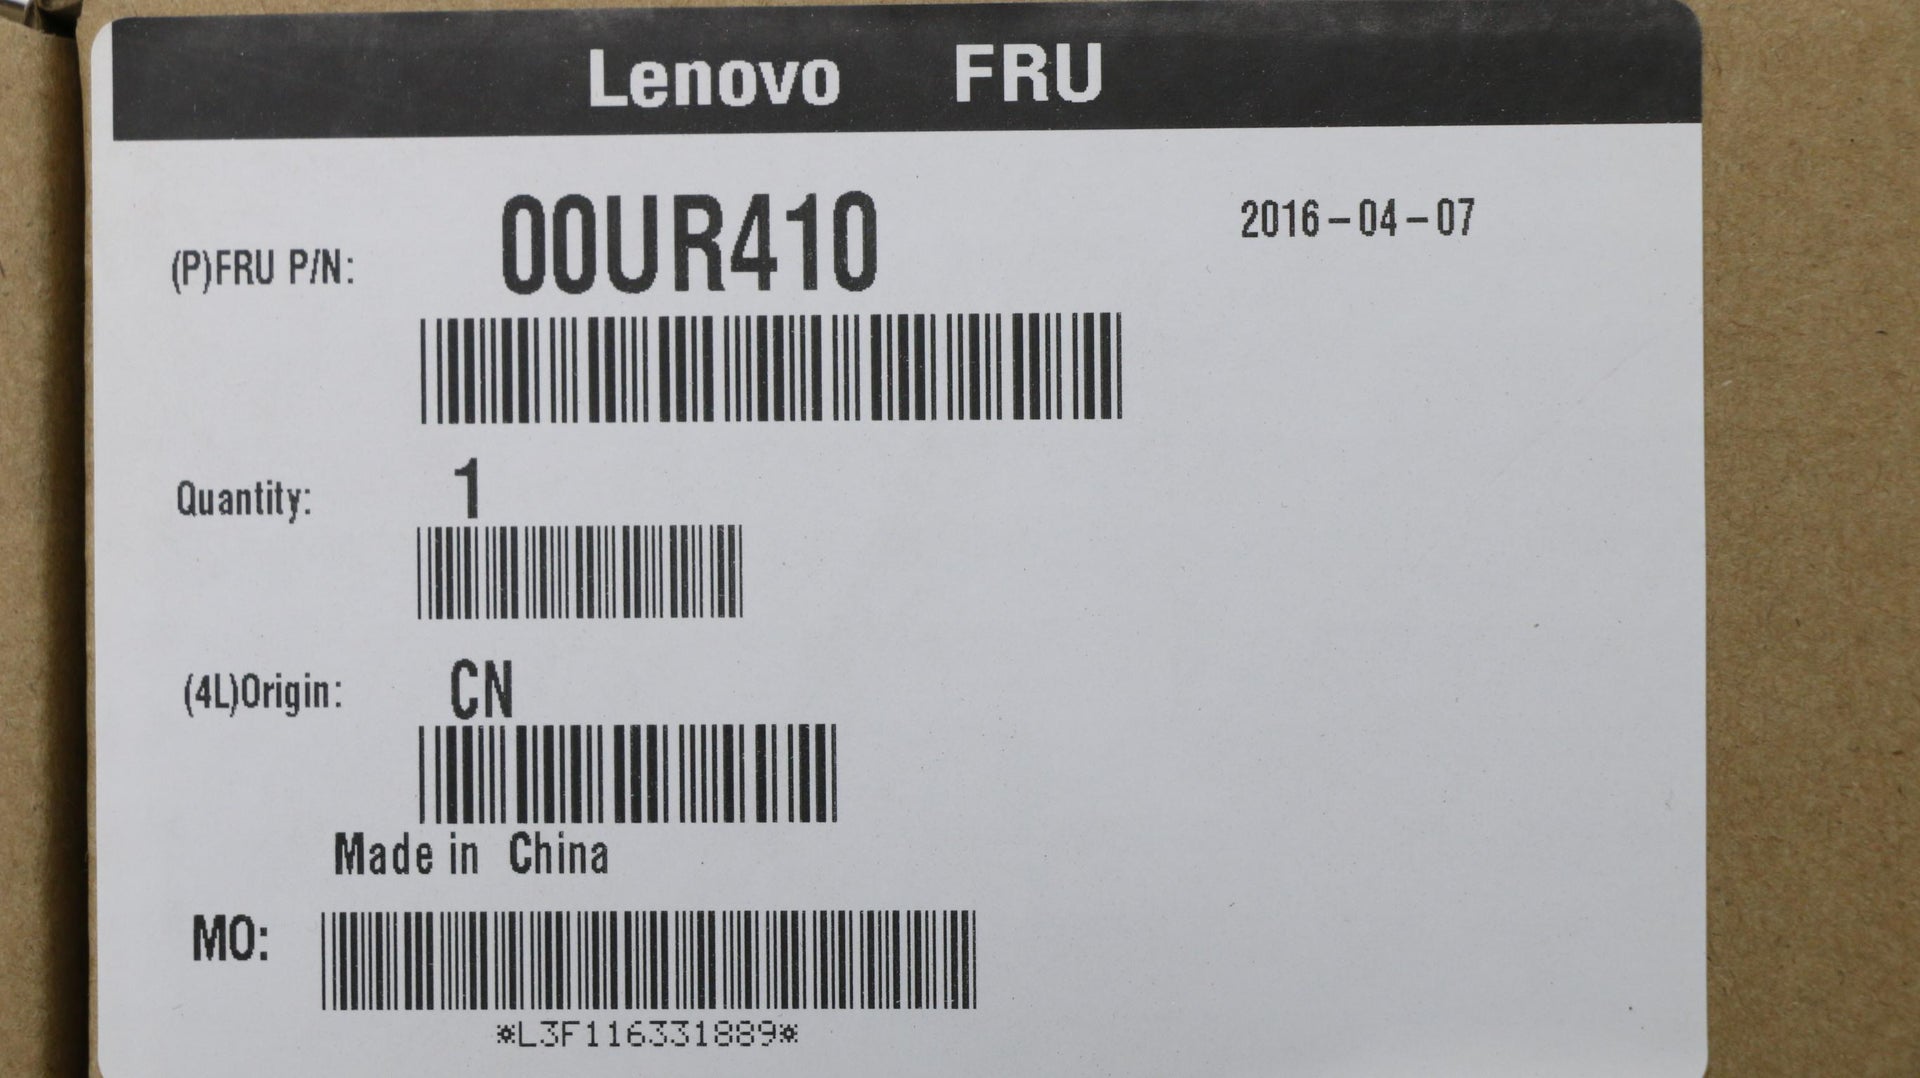 Lenovo FRU
(P)FRU P/N: 00UR410 2016-04-07
Quantity: 1
(4L)Origin: CN
Made in China
MO:
*L3F116331889*